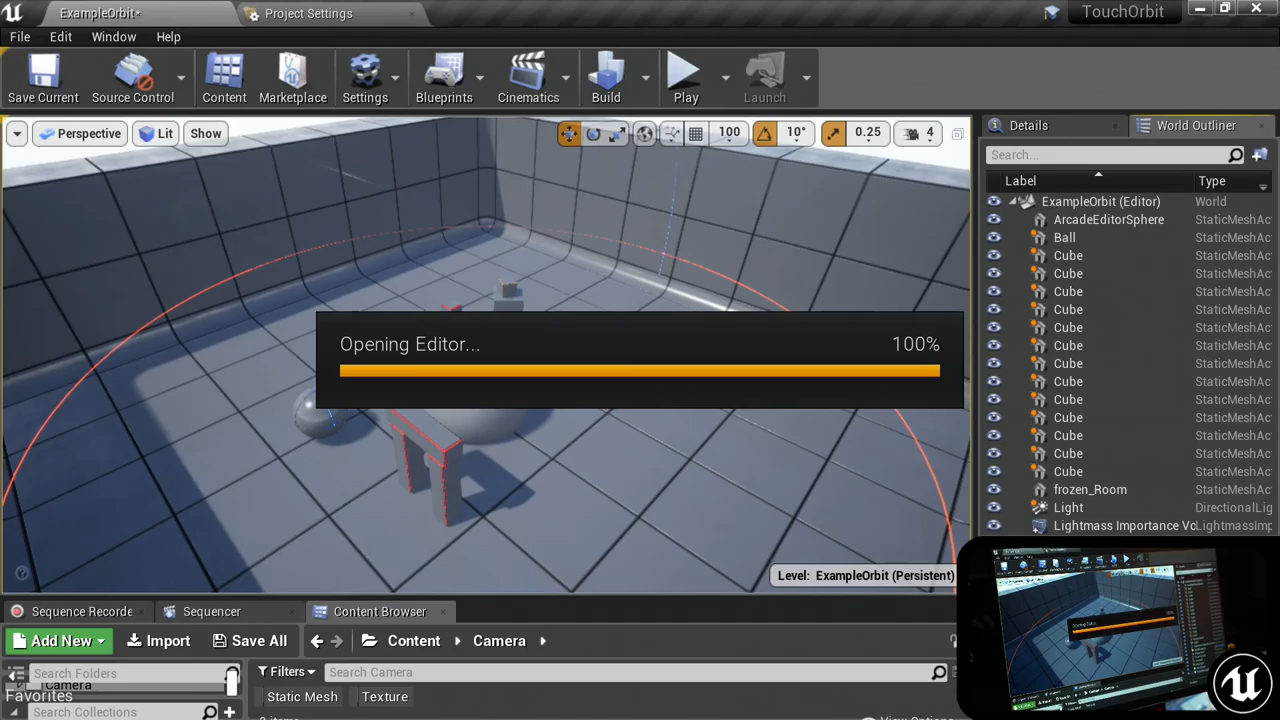 ExampleOrbit*
Project Settings
TouchOrbit
File Edit Window Help
Save Current Source Control Content Marketplace Settings Blueprints Cinematics Build Play Launch
Perspective Lit Show 100 10° 0.25 4
Details World Outliner
Search...
Label Type
ExampleOrbit (Editor) World
ArcadeEditorSphere StaticMeshAc
Ball StaticMeshAc
Cube StaticMeshAc
Cube StaticMeshAc
Cube StaticMeshAc
Cube StaticMeshAc
Cube StaticMeshAc
Cube StaticMeshAc
Cube StaticMeshAc
Cube StaticMeshAc
Cube StaticMeshAc
Cube StaticMeshAc
Cube StaticMeshAc
Cube StaticMeshAc
Cube StaticMeshAc
frozen_Room StaticMeshAc
Light DirectionalLig
Lightmass Importance Vo LightmassImp
Opening Editor... 100%
Level: ExampleOrbit (Persistent)
Sequence Recorde Sequencer Content Browser
Add New Import Save All Content Camera
Search Folders Filters Search Camera
Camera
Favorites Static Mesh Texture
Search Collections
View Options